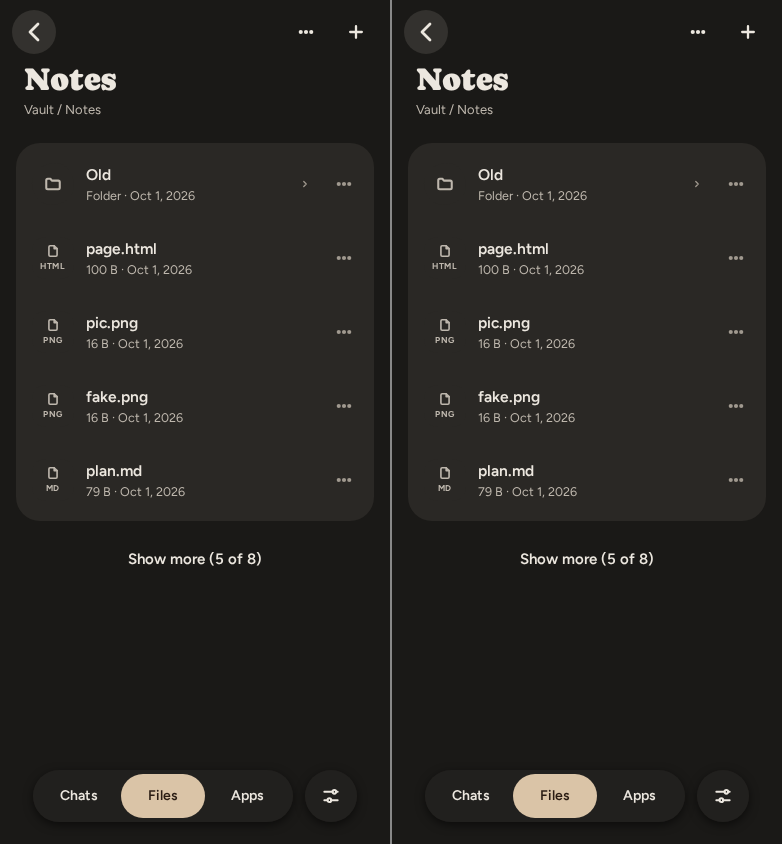 Notes
Vault / Notes
Old
Folder · Oct 1, 2026
HTML
page.html
100 B · Oct 1, 2026
PNG
pic.png
16 B · Oct 1, 2026
PNG
fake.png
16 B · Oct 1, 2026
MD
plan.md
79 B · Oct 1, 2026
Show more (5 of 8)
Chats
Files
Apps
Notes
Vault / Notes
Old
Folder · Oct 1, 2026
HTML
page.html
100 B · Oct 1, 2026
PNG
pic.png
16 B · Oct 1, 2026
PNG
fake.png
16 B · Oct 1, 2026
MD
plan.md
79 B · Oct 1, 2026
Show more (5 of 8)
Chats
Files
Apps